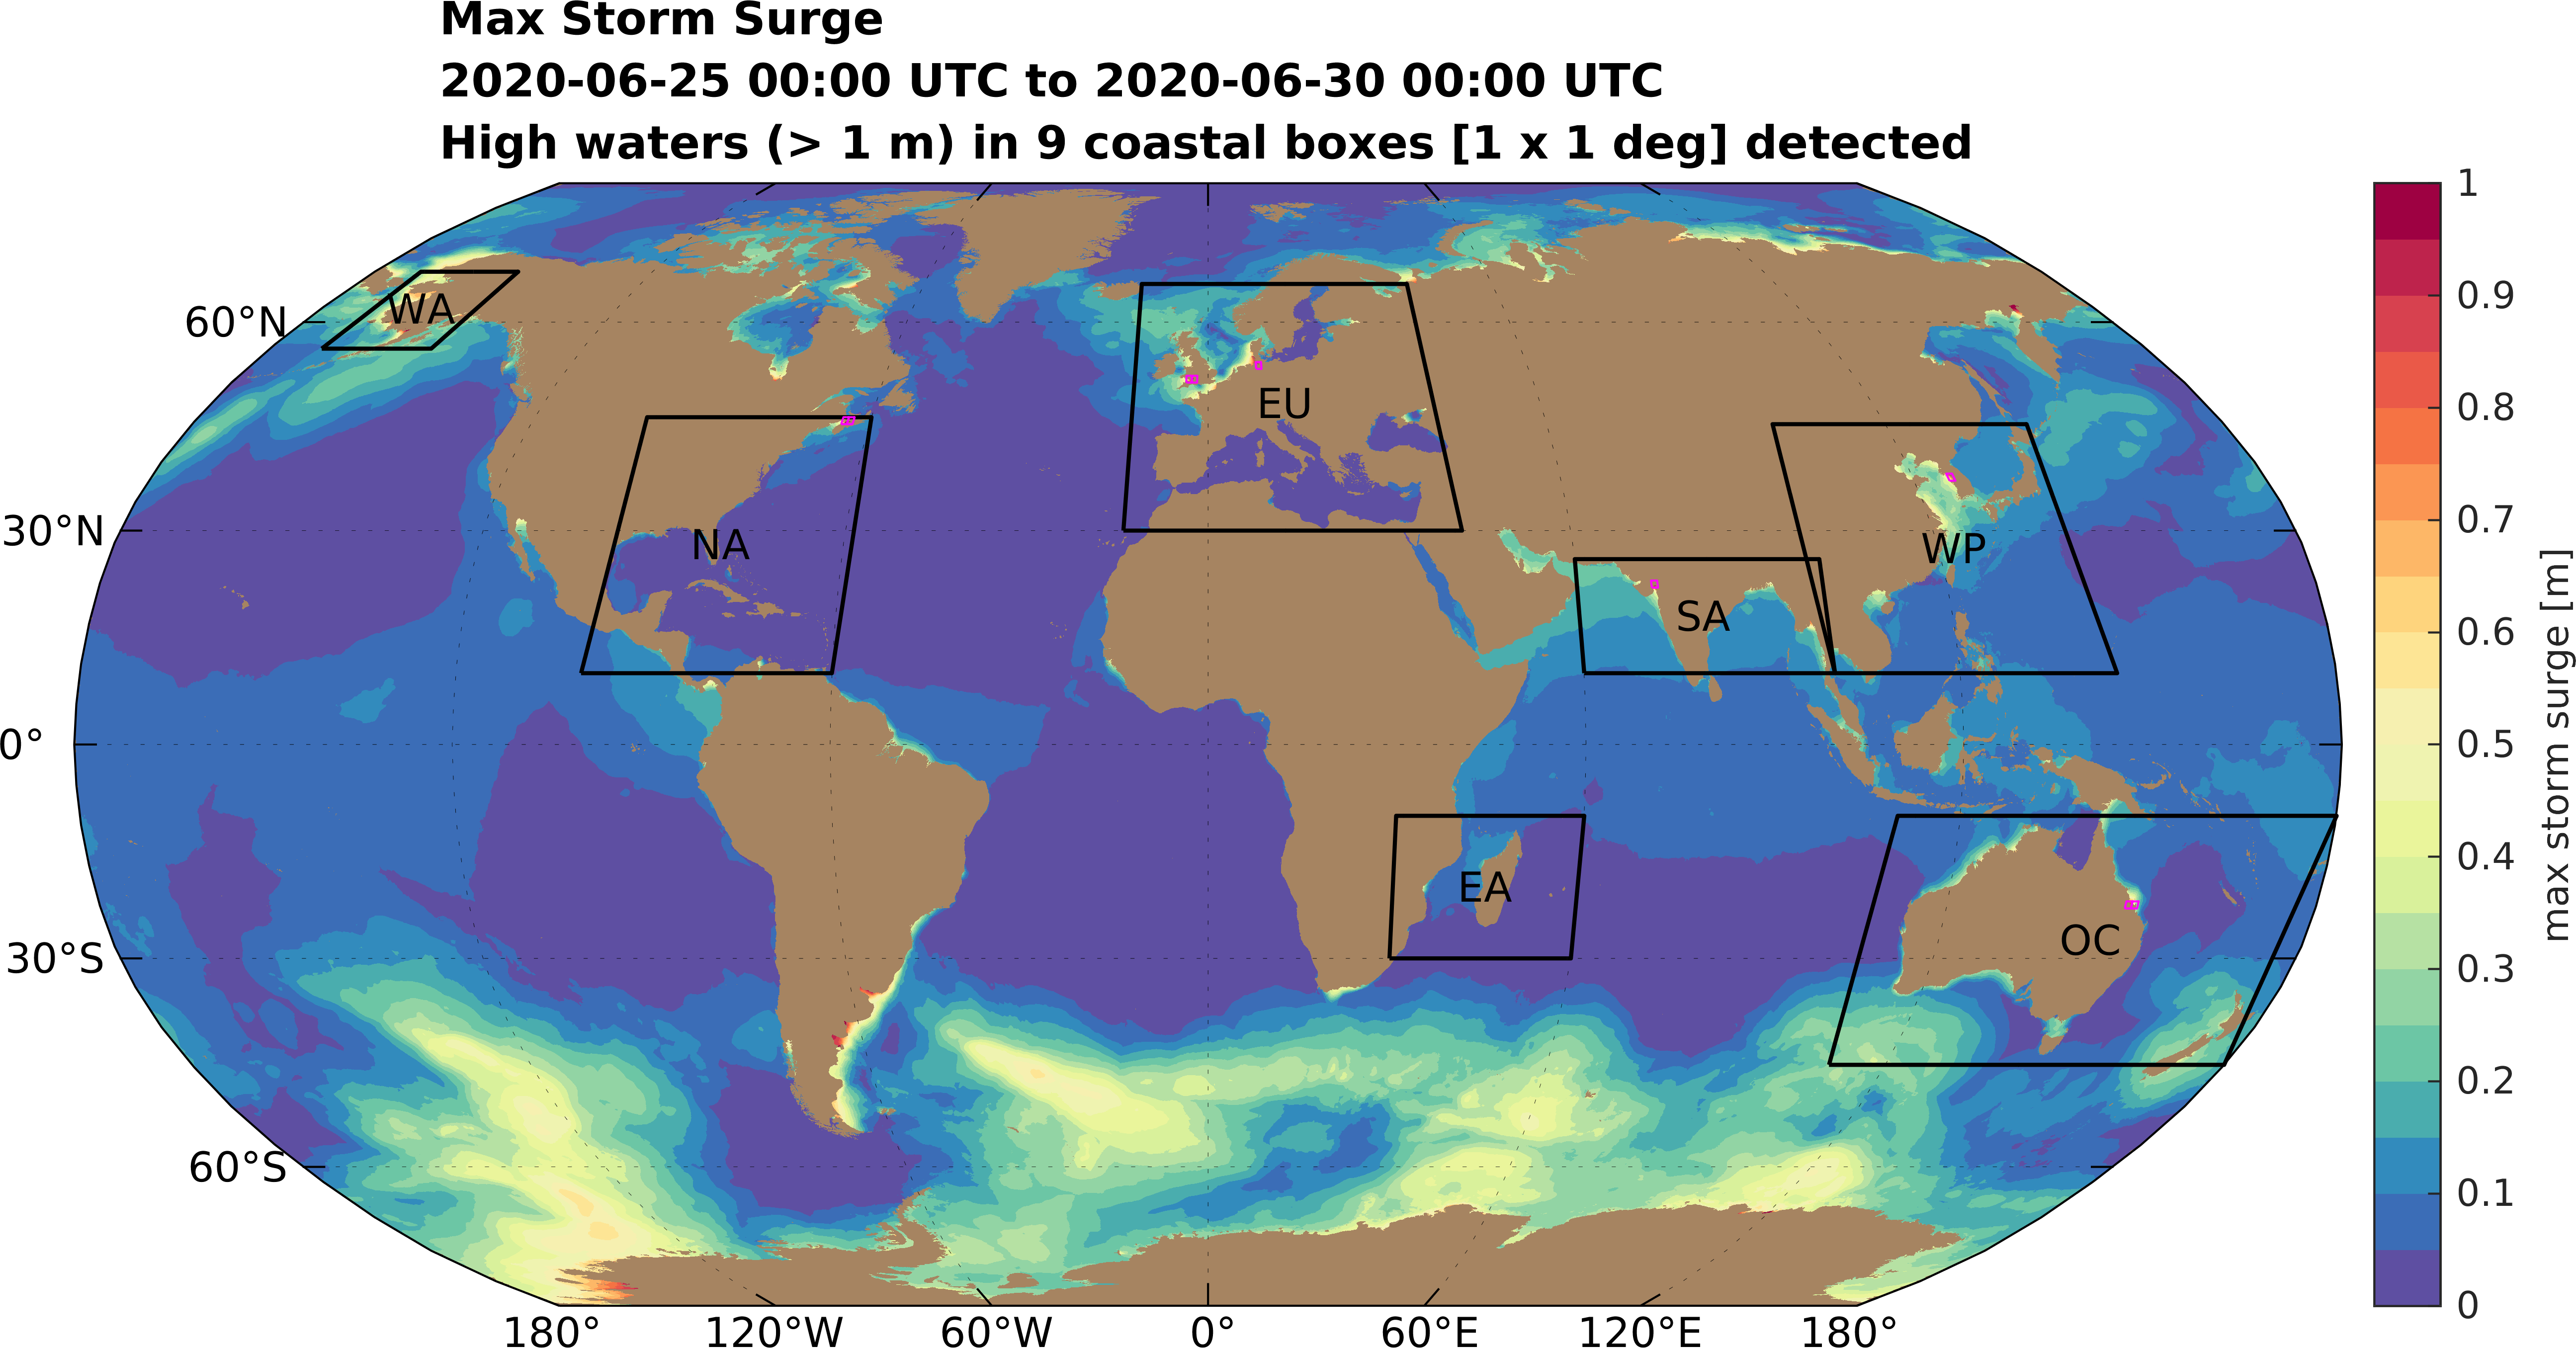 Max Storm Surge
2020-06-25 00:00 UTC to 2020-06-30 00:00 UTC
High waters (> 1 m) in 9 coastal boxes [1 x 1 deg] detected
60°N
30°N
0°
30°S
60°S
WA
NA
EU
SA
WP
EA
OC
180°
120°W
60°W
0°
60°E
120°E
180°
1
0.9
0.8
0.7
0.6
0.5
0.4
0.3
0.2
0.1
0
max storm surge [m]